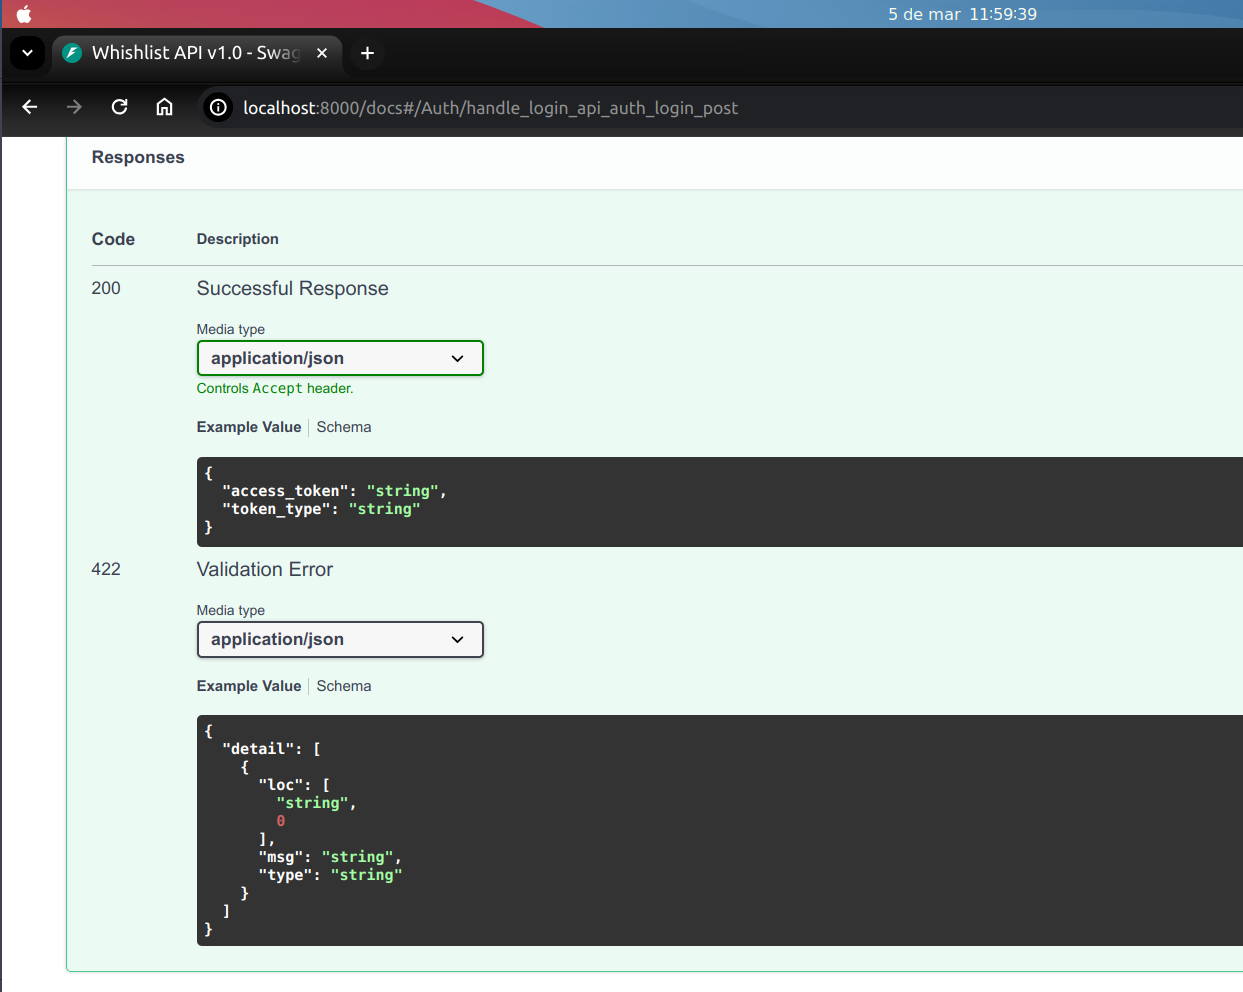 5 de mar 11:59:39
Whishlist API v1.0 - Swag
localhost:8000/docs#/Auth/handle_login_api_auth_login_post
Responses
Code Description
200 Successful Response
Media type
application/json
Controls Accept header.
Example Value Schema
{
  "access_token": "string",
  "token_type": "string"
}
422 Validation Error
Media type
application/json
Example Value Schema
{
  "detail": [
    {
      "loc": [
        "string",
        0
      ],
      "msg": "string",
      "type": "string"
    }
  ]
}